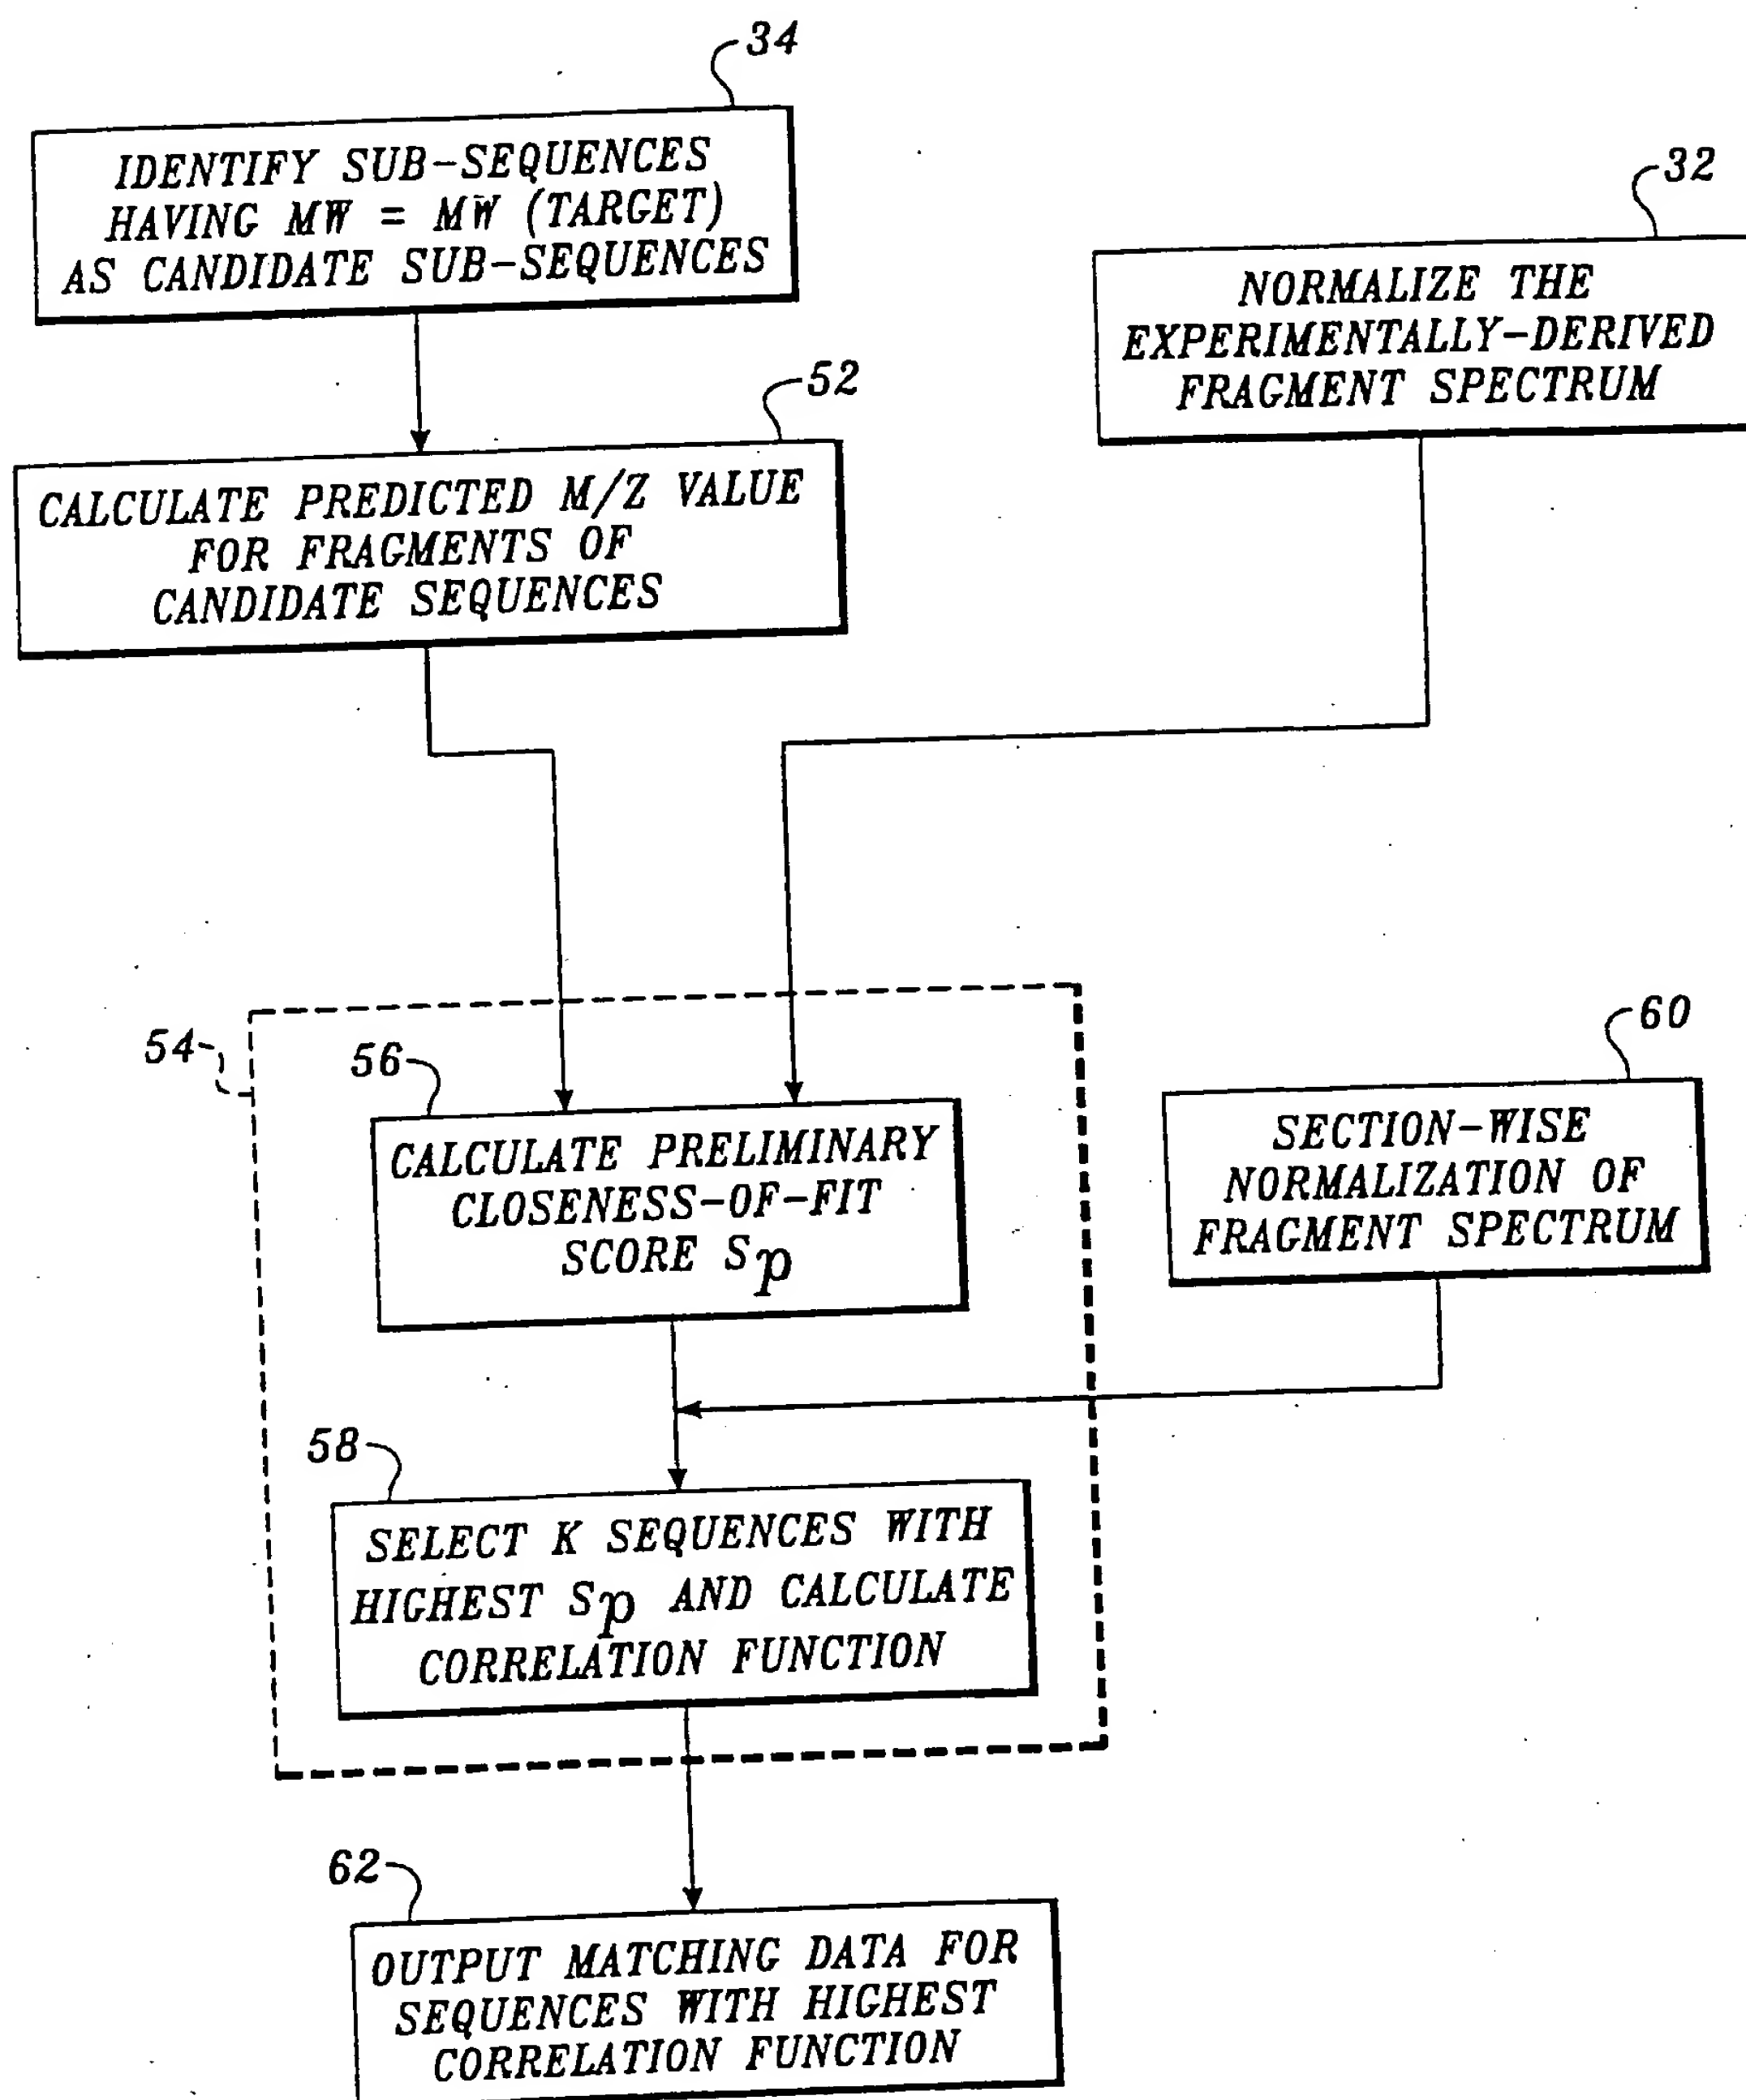 34
IDENTIFY SUB-SEQUENCES
HAVING MW = MW (TARGET)
AS CANDIDATE SUB-SEQUENCES
32
NORMALIZE THE
EXPERIMENTALLY-DERIVED
FRAGMENT SPECTRUM
52
CALCULATE PREDICTED M/Z VALUE
FOR FRAGMENTS OF
CANDIDATE SEQUENCES
54
56
CALCULATE PRELIMINARY
CLOSENESS-OF-FIT
SCORE Sp
60
SECTION-WISE
NORMALIZATION OF
FRAGMENT SPECTRUM
58
SELECT K SEQUENCES WITH
HIGHEST Sp AND CALCULATE
CORRELATION FUNCTION
62
OUTPUT MATCHING DATA FOR
SEQUENCES WITH HIGHEST
CORRELATION FUNCTION